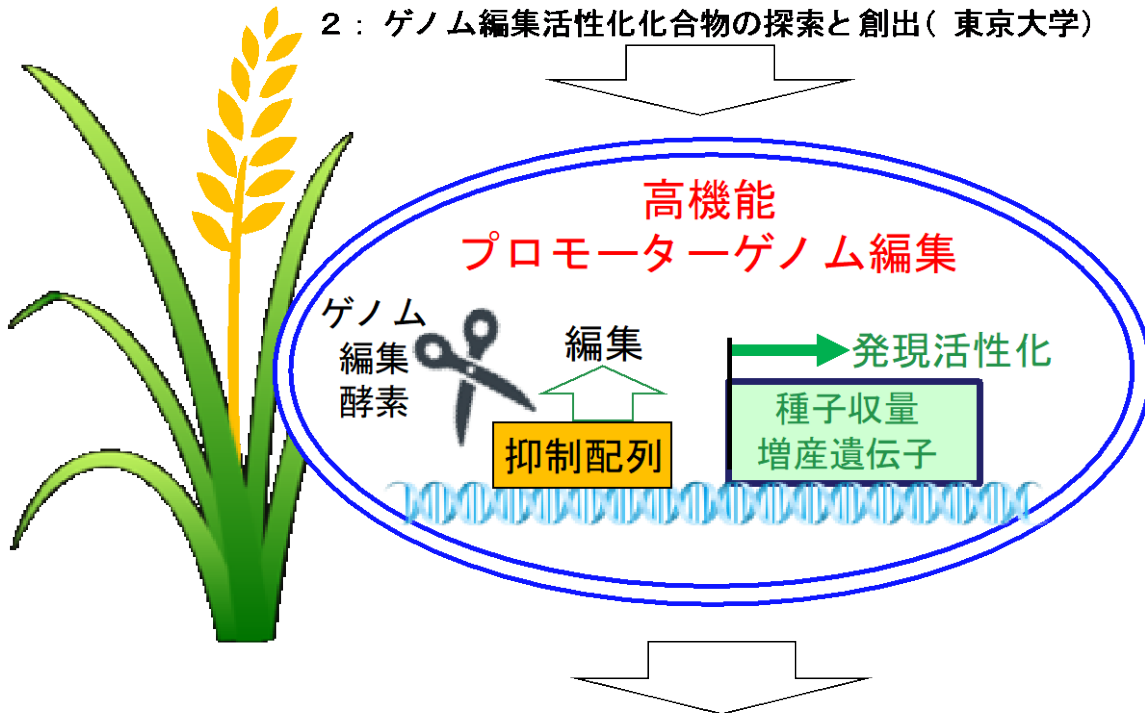 2：ゲノム編集活性化化合物の探索と創出(東京大学)
高機能
プロモーターゲノム編集
ゲノム
編集
酵素
編集
発現活性化
抑制配列
種子収量
増産遺伝子